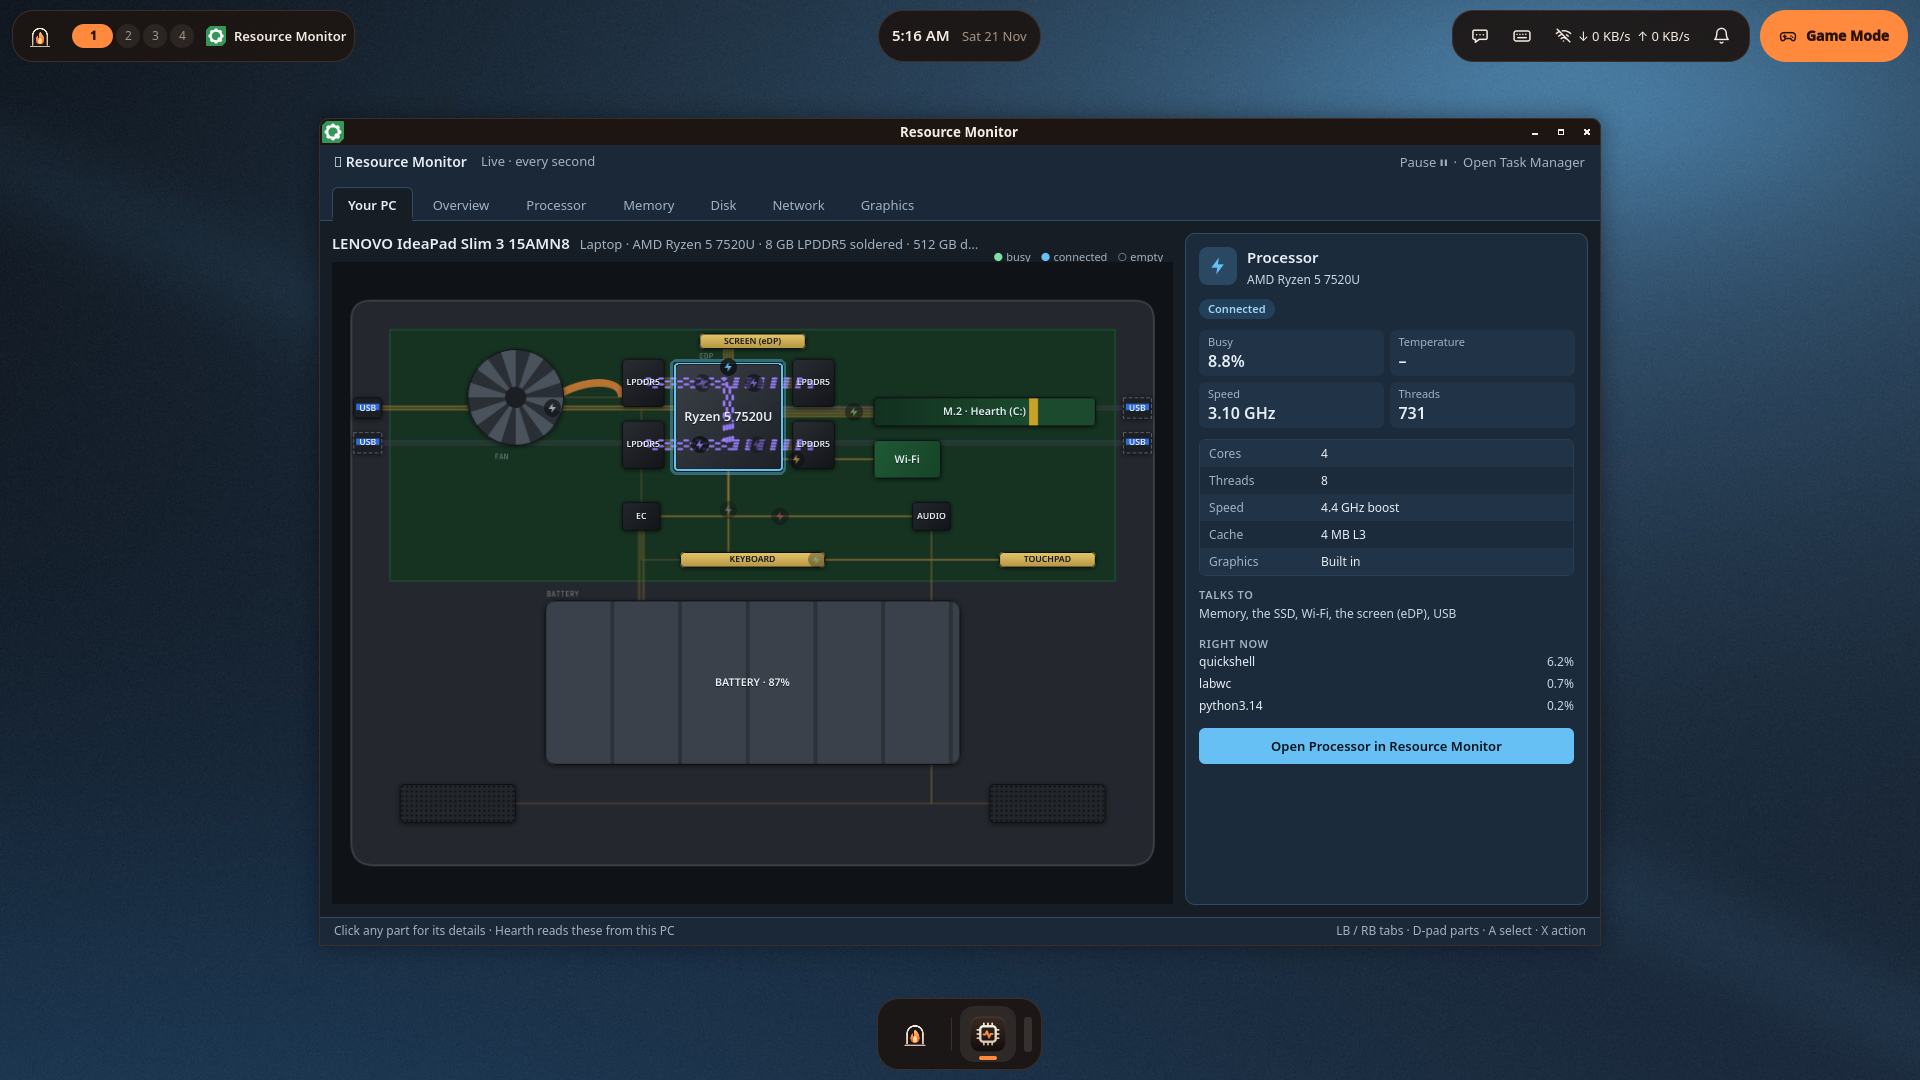 1 2 3 4 Resource Monitor
5:16 AM Sat 21 Nov
↓ 0 KB/s ↑ 0 KB/s
Game Mode
Resource Monitor
Resource Monitor Live · every second
Pause · Open Task Manager
Your PC Overview Processor Memory Disk Network Graphics
LENOVO IdeaPad Slim 3 15AMN8 Laptop · AMD Ryzen 5 7520U · 8 GB LPDDR5 soldered · 512 GB d...
busy connected empty
SCREEN (eDP)
EDP
LPDDR5 LPDDR5
USB USB
Ryzen 5 7520U
M.2 · Hearth (C:)
USB USB
LPDDR5 LPDDR5
FAN
Wi-Fi
EC AUDIO
KEYBOARD TOUCHPAD
BATTERY
BATTERY · 87%
Processor
AMD Ryzen 5 7520U
Connected
Busy Temperature
8.8% –
Speed Threads
3.10 GHz 731
Cores 4
Threads 8
Speed 4.4 GHz boost
Cache 4 MB L3
Graphics Built in
TALKS TO
Memory, the SSD, Wi-Fi, the screen (eDP), USB
RIGHT NOW
quickshell 6.2%
labwc 0.7%
python3.14 0.2%
Open Processor in Resource Monitor
Click any part for its details · Hearth reads these from this PC
LB / RB tabs · D-pad parts · A select · X action